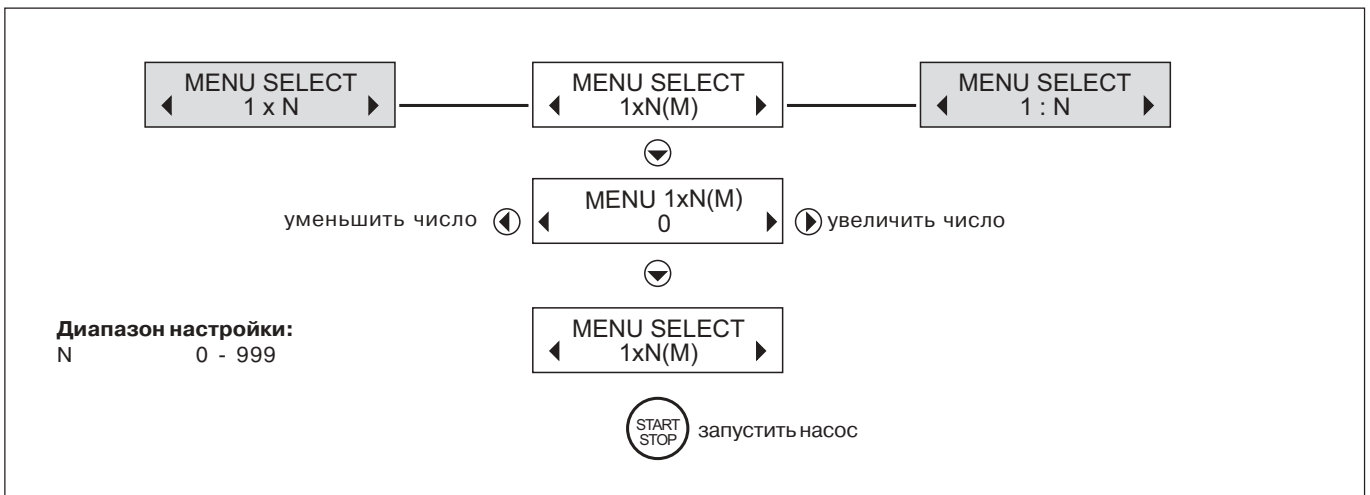 MENU SELECT
1 x N
MENU SELECT
1xN(M)
MENU SELECT
1 : N
уменьшить число
MENU 1xN(M)
0
увеличить число
Диапазон настройки:
N 0 - 999
MENU SELECT
1xN(M)
START
STOP
запустить насос